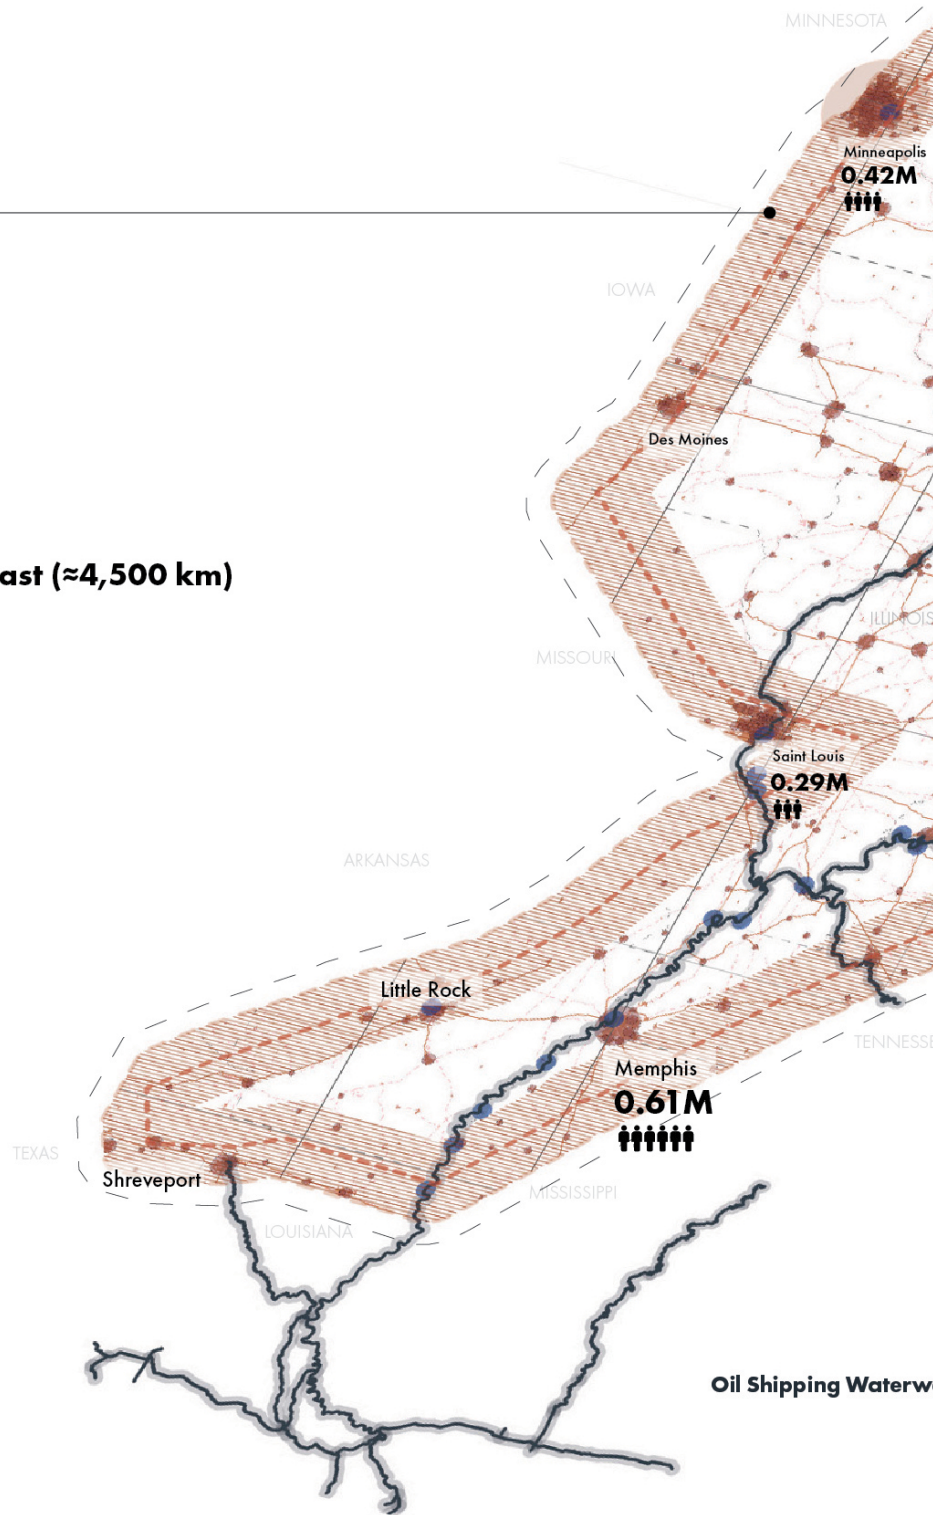 MINNESOTA
Minneapolis
0.42M
IOWA
Des Moines
ast (≈4,500 km)
ILLINOIS
MISSOURI
Saint Louis
0.29M
ARKANSAS
Little Rock
TENNESSE
Memphis
0.61M
TEXAS
Shreveport
MISSISSIPPI
LOUISIANA
Oil Shipping Waterw